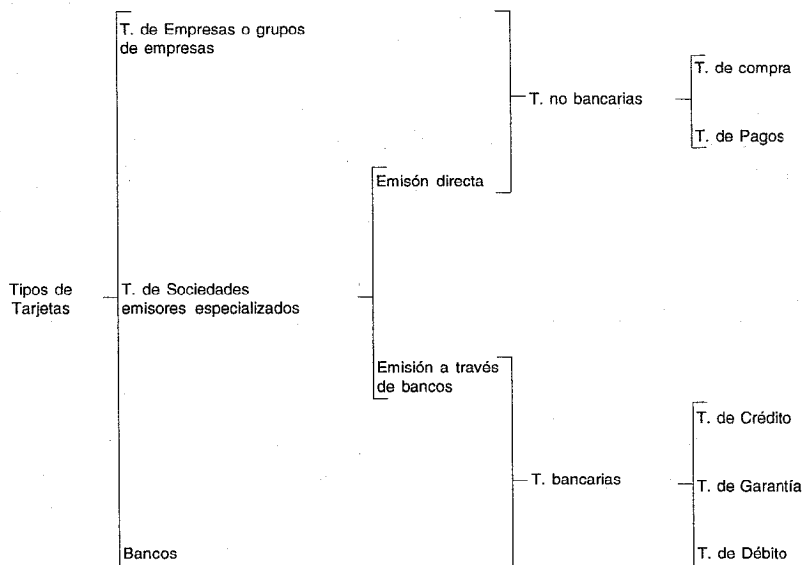 T. de Empresas o grupos
de empresas
T. de compra
T. no bancarias
T. de Pagos
Emisón directa
Tipos de
Tarjetas
T. de Sociedades
emisores especializados
Emisión a través
de bancos
T. de Crédito
T. bancarias
T. de Garantía
Bancos
T. de Débito